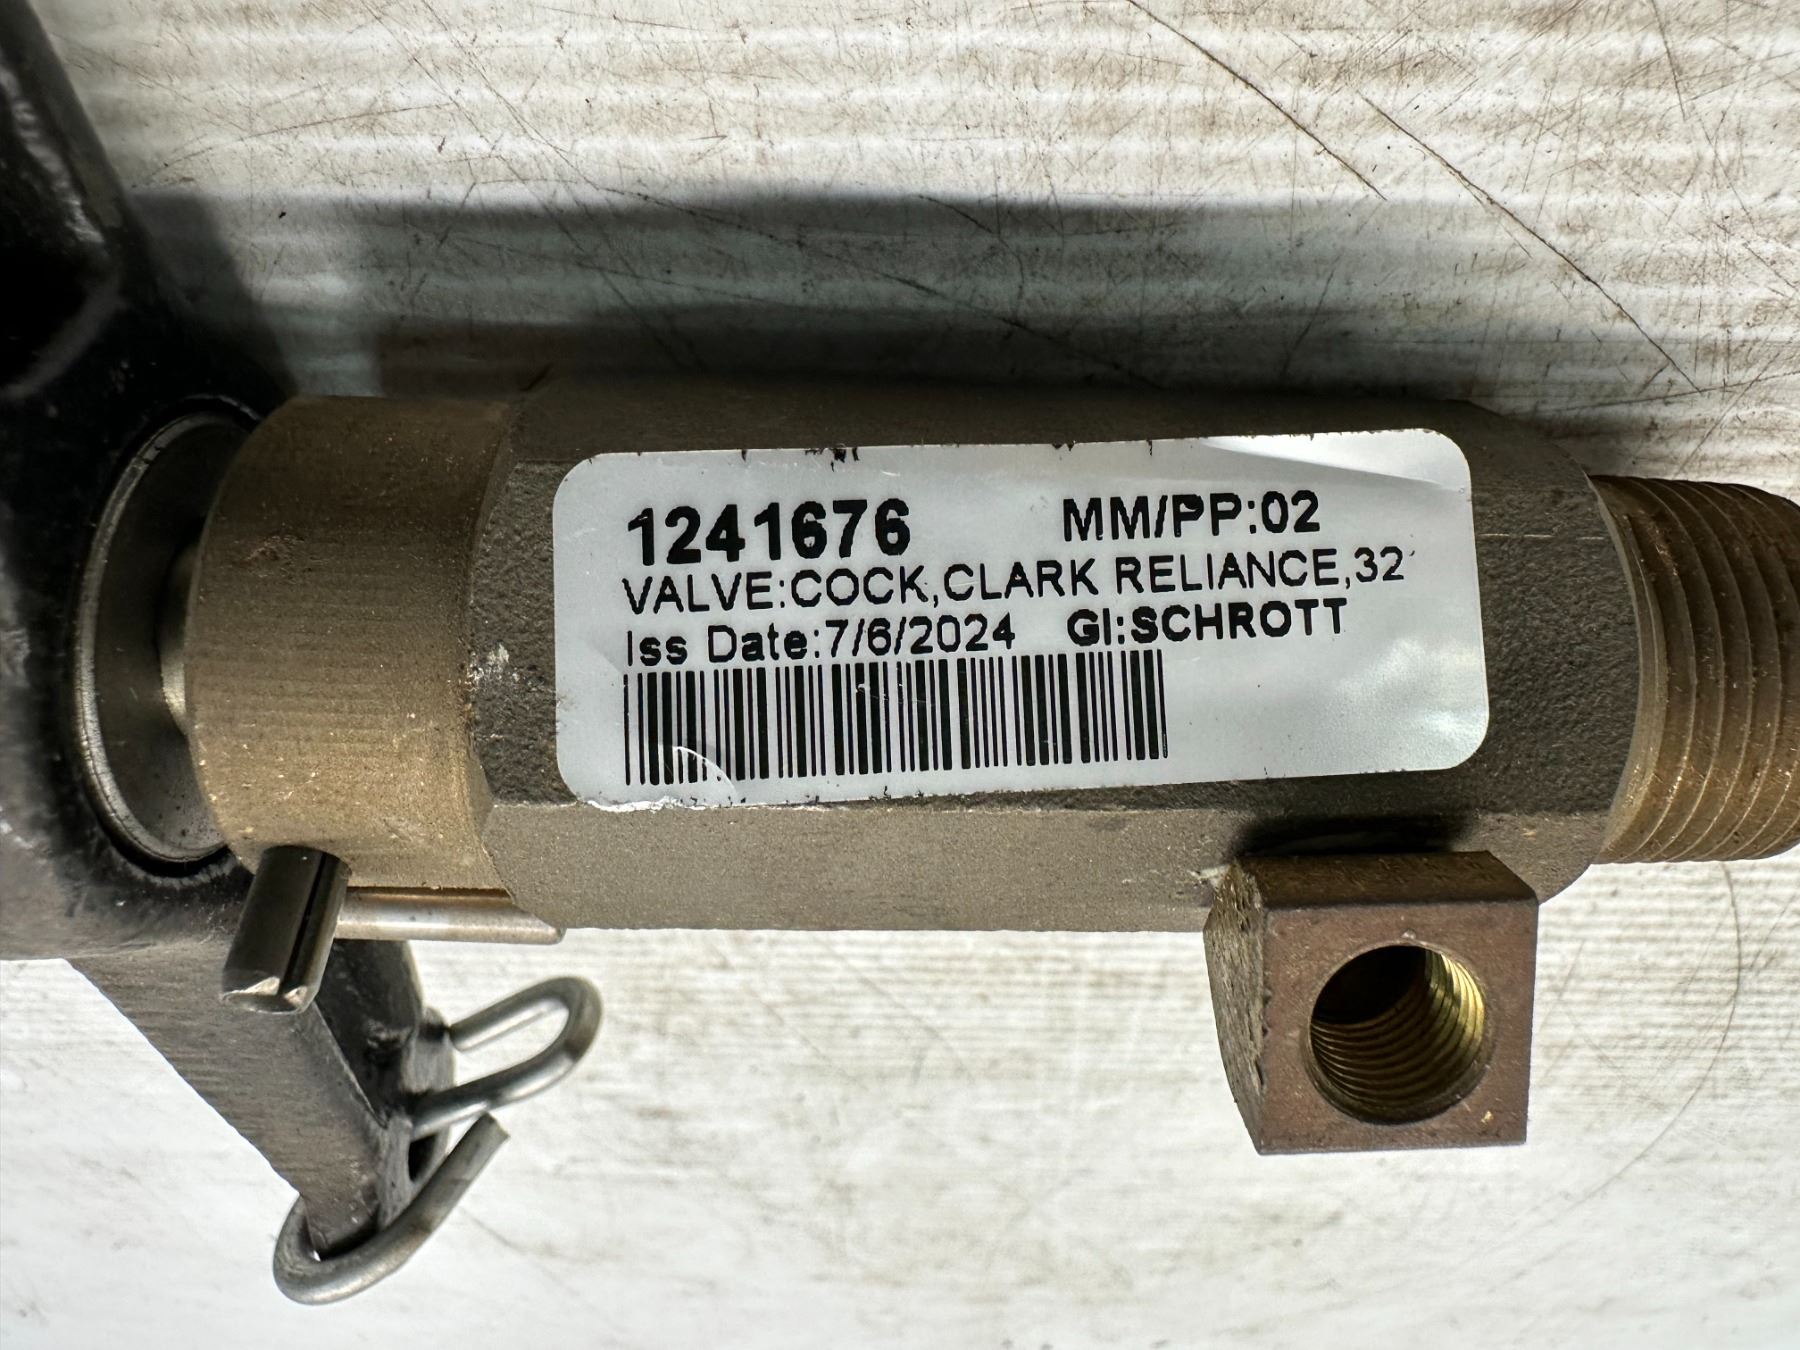 1241676 MM/PP:02
VALVE:COCK,CLARK RELIANCE,32
Iss Date:7/6/2024 GI:SCHROTT